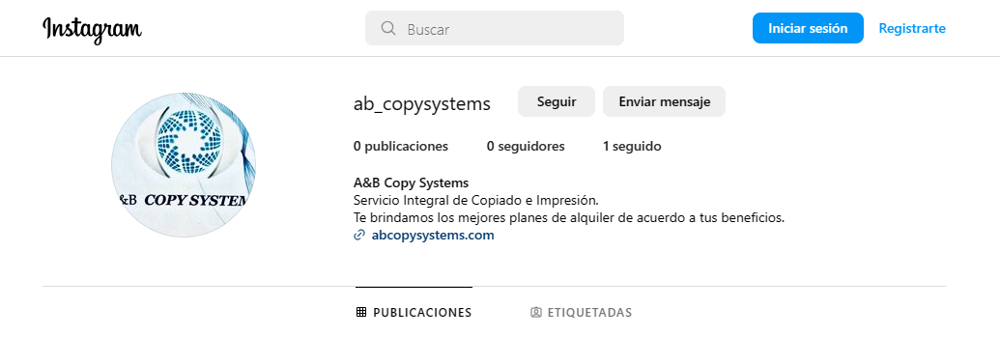 Instagram
Buscar
Iniciar sesión
Registrarte
ab_copysystems
Seguir
Enviar mensaje
0 publicaciones
0 seguidores
1 seguido
A&B Copy Systems
Servicio Integral de Copiado e Impresión.
Te brindamos los mejores planes de alquiler de acuerdo a tus beneficios.
abcopysystems.com
&B COPY SYSTEM
PUBLICACIONES
ETIQUETADAS